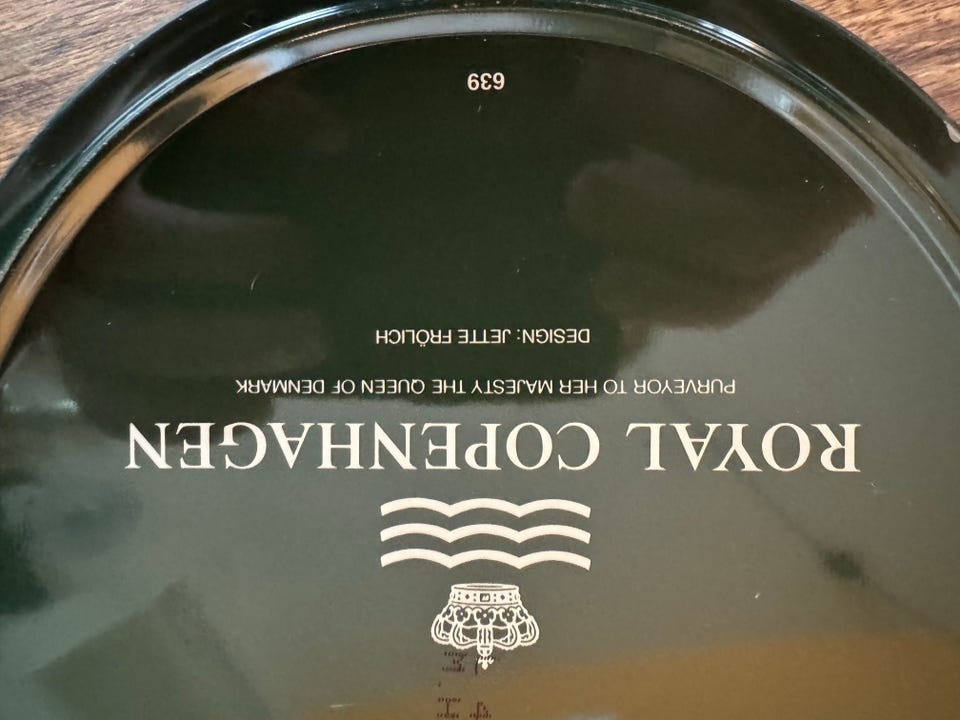 ROYAL COPENHAGEN
PURVEYOR TO HER MAJESTY THE QUEEN OF DENMARK
DESIGN: JETTE FRÖLICH
639